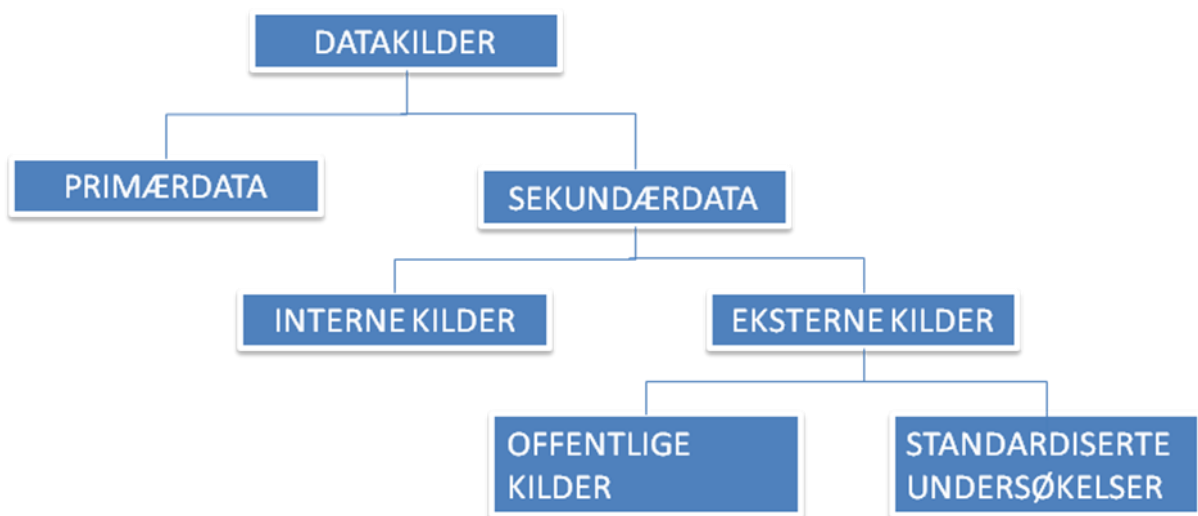 DATAKILDER
PRIMÆRDATA
SEKUNDÆRDATA
INTERNE KILDER
EKSTERNE KILDER
OFFENTLIGE
KILDER
STANDARDISERTE
UNDERSØKELSER